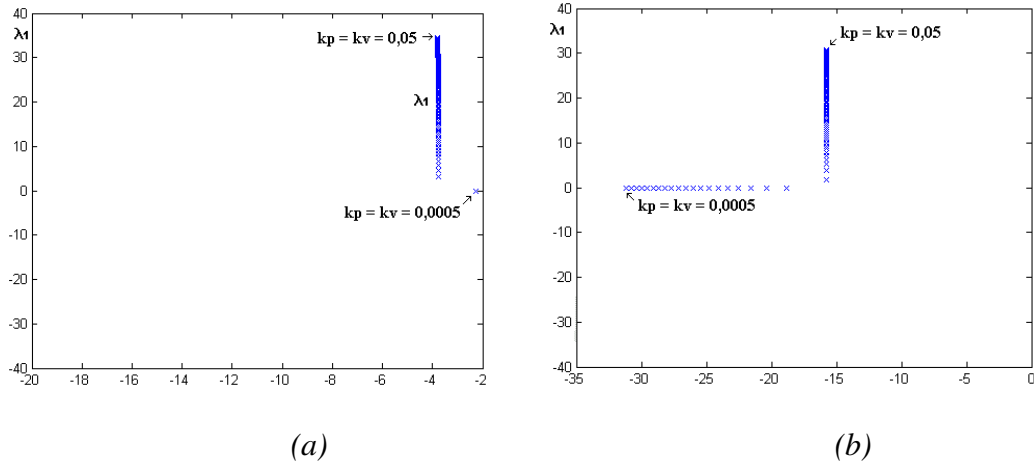 40
λ1
30
20
10
0
-10
-20
-30
-40
kp = kv = 0,05
λ1
kp = kv = 0,0005
-20 -18 -16 -14 -12 -10 -8 -6 -4 -2
(a)
40
λ1
30
20
10
0
-10
-20
-30
-40
kp = kv = 0,05
kp = kv = 0,0005
-35 -30 -25 -20 -15 -10 -5 0
(b)